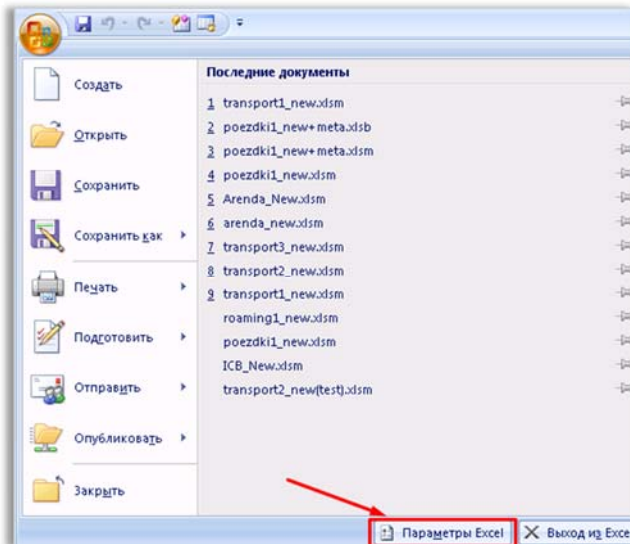 Создать
Открыть
Сохранить
Сохранить как
Печать
Подготовить
Отправить
Опубликовать
Закрыть
Последние документы
1 transport1_new.xlsm
2 poezdki1_new+meta.xlsb
3 poezdki1_new+meta.xlsm
4 poezdki1_new.xlsm
5 Arenda_New.xlsm
6 arenda_new.xlsm
7 transport3_new.xlsm
8 transport2_new.xlsm
9 transport1_new.xlsm
roaming1_new.xlsm
poezdki1_new.xlsm
ICB_New.xlsm
transport2_new(test).xlsm
Параметры Excel
Выход из Exce